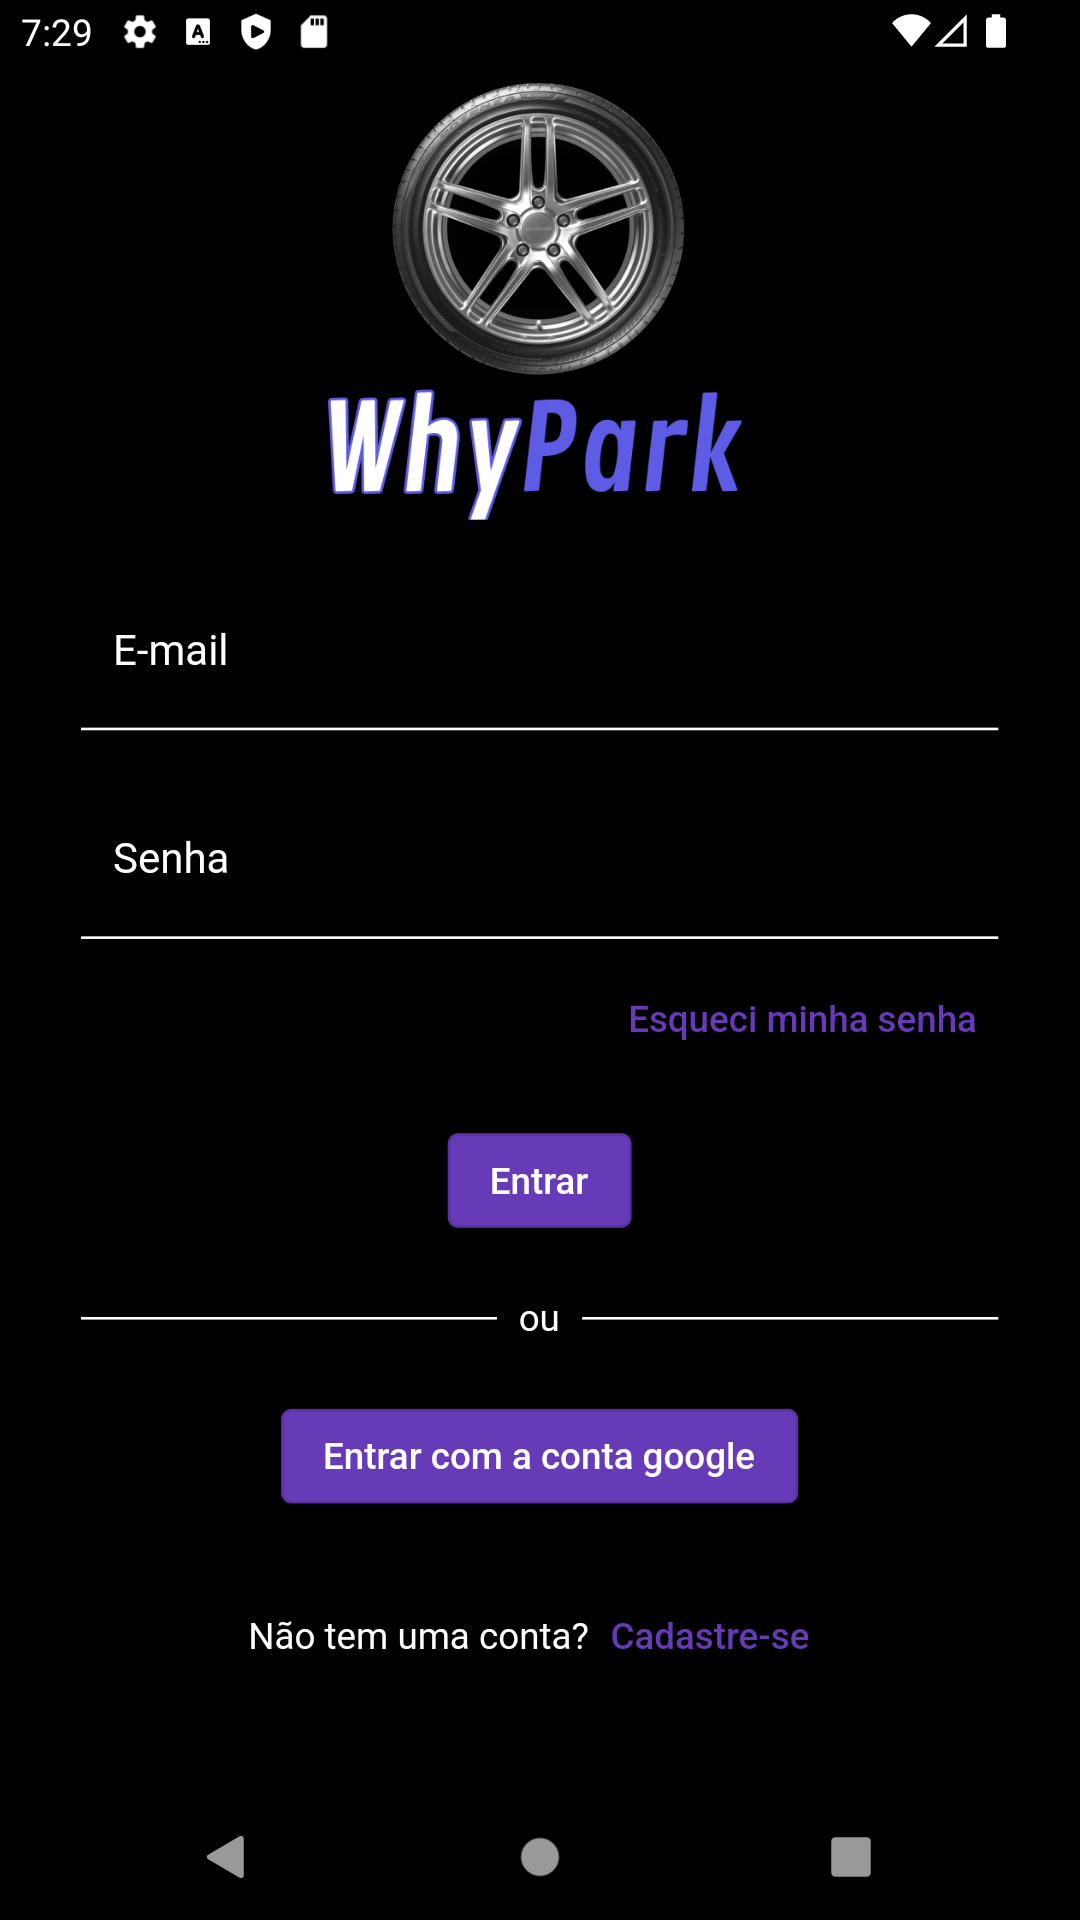 7:29
WhyPark
E-mail
Senha
Esqueci minha senha
Entrar
ou
Entrar com a conta google
Não tem uma conta? Cadastre-se